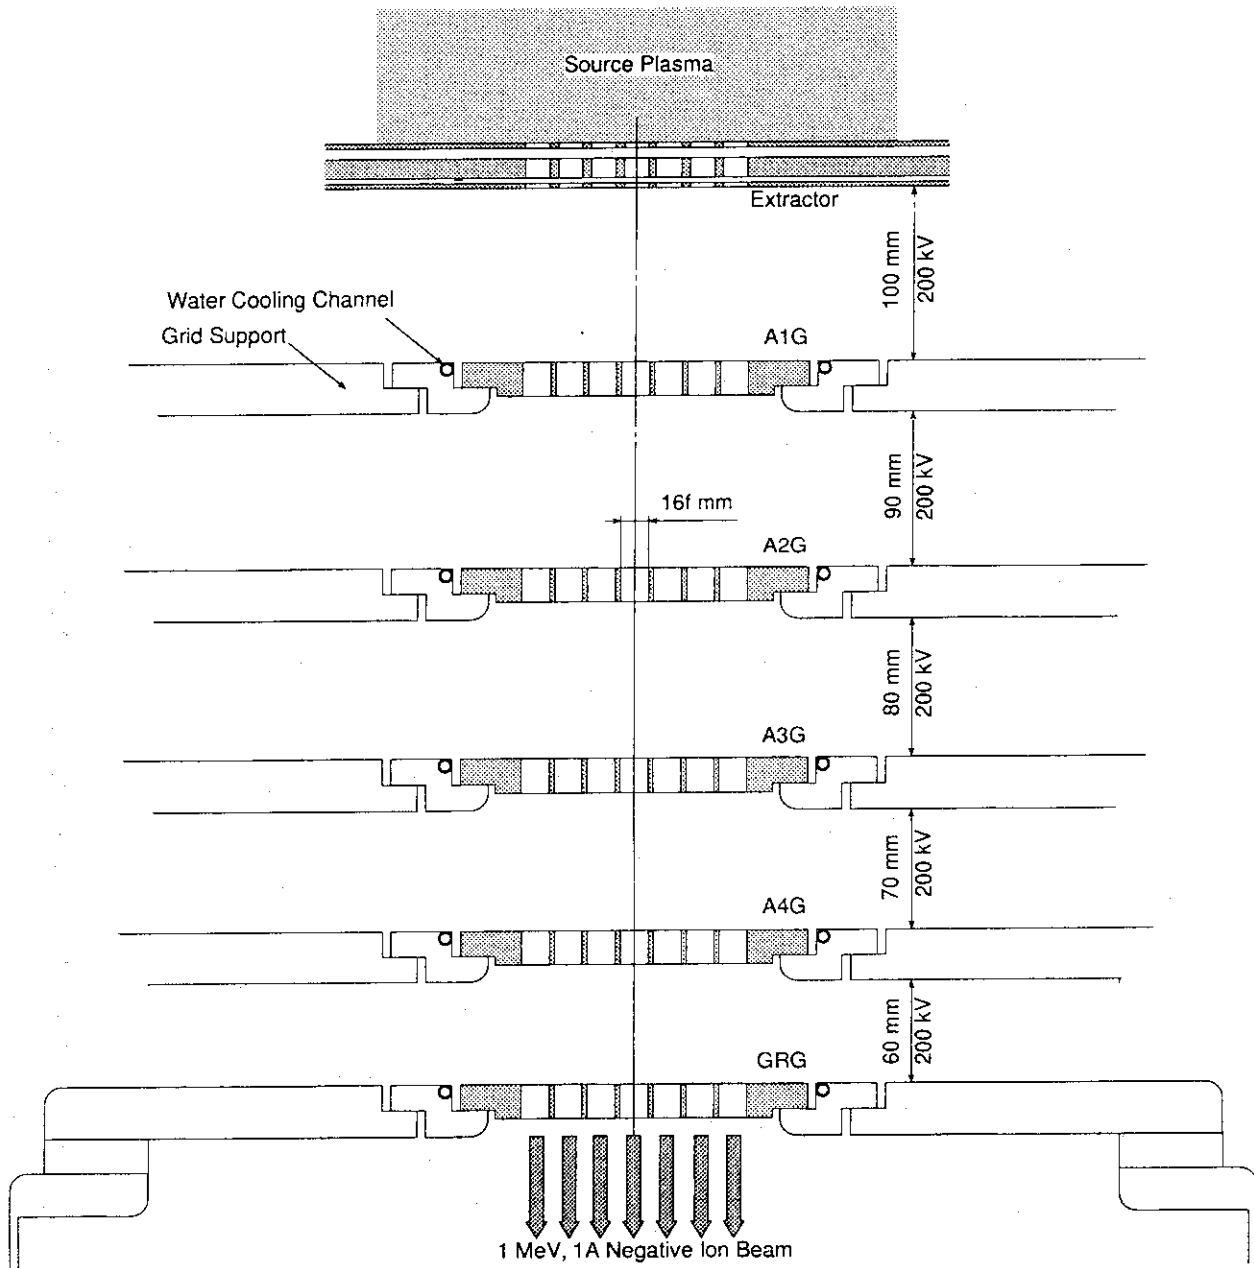 Source Plasma
Extractor
100 mm
200 kV
Water Cooling Channel
Grid Support
A1G
90 mm
200 kV
16f mm
A2G
80 mm
200 kV
A3G
70 mm
200 kV
A4G
60 mm
200 kV
GRG
1 MeV, 1A Negative Ion Beam